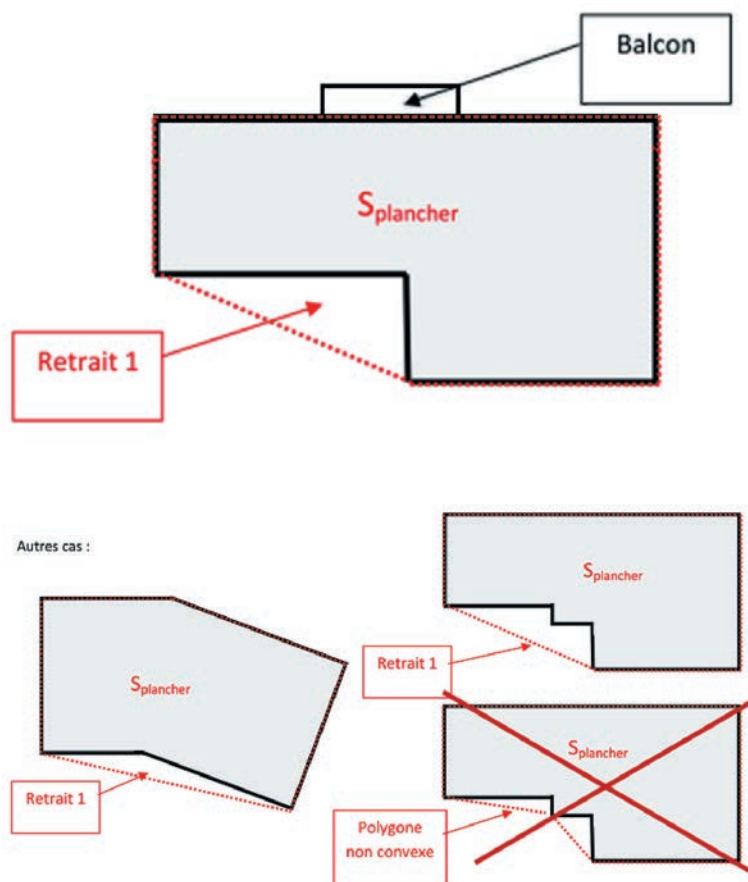 Balcon
Splancher
Retrait 1
Autres cas :
Splancher
Retrait 1
Splancher
Retrait 1
Splancher
Polygone
non convexe